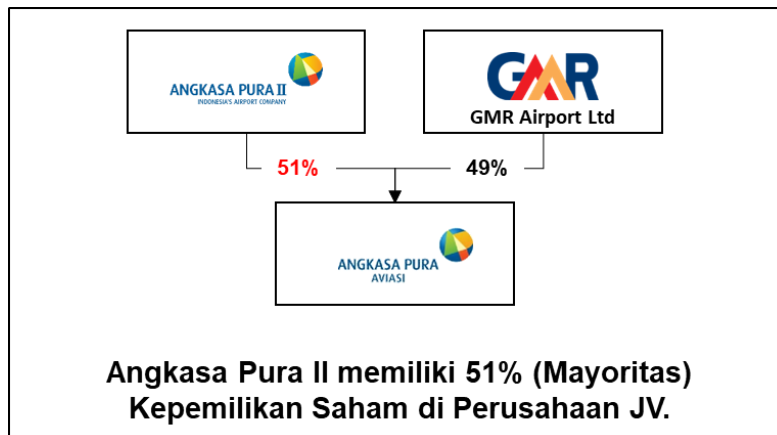 ANGKASA PURA II
INDONESIA'S AIRPORT COMPANY
GMR
GMR Airport Ltd
51%
49%
ANGKASA PURA
AVIASI
Angkasa Pura II memiliki 51% (Mayoritas)
Kepemilikan Saham di Perusahaan JV.